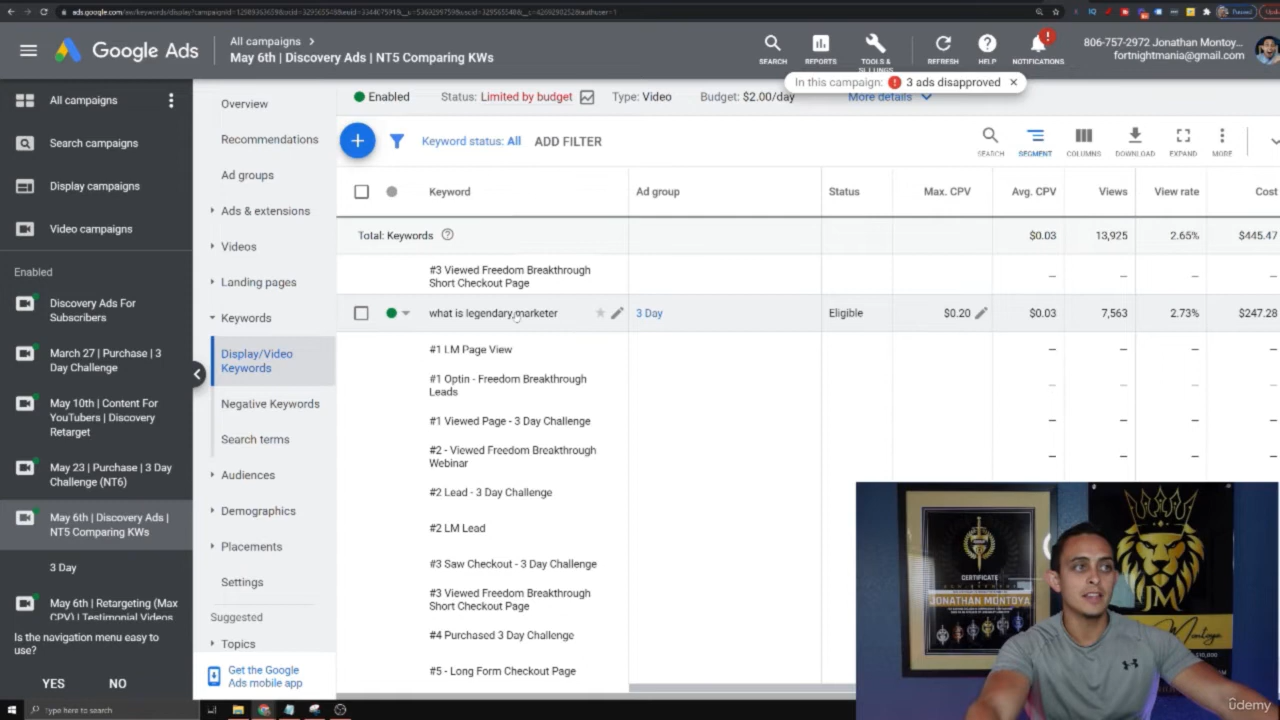 Google Ads
All campaigns
May 6th | Discovery Ads | NT5 Comparing KWs
SEARCH
REPORTS
TOOLS &
SETTINGS
REFRESH
HELP
NOTIFICATIONS
806-757-2972 Jonathan Montoy...
fortnightmania@gmail.com
In this campaign: 3 ads disapproved
All campaigns
Search campaigns
Display campaigns
Video campaigns
Enabled
Discovery Ads For
Subscribers
March 27 | Purchase | 3
Day Challenge
May 10th | Content For
YouTubers | Discovery
Retarget
May 23 | Purchase | 3 Day
Challenge (NT6)
May 6th | Discovery Ads |
NT5 Comparing KWs
3 Day
May 6th | Retargeting (Max
CPV) | Testimonial Videos
Is the navigation menu easy to
use?
YES NO
Overview
Recommendations
Ad groups
Ads & extensions
Videos
Landing pages
Keywords
Display/Video
Keywords
Negative Keywords
Search terms
Audiences
Demographics
Placements
Settings
Suggested
Topics
Get the Google
Ads mobile app
Enabled Status: Limited by budget Type: Video Budget: $2.00/day More details
Keyword status: All ADD FILTER
SEARCH SEGMENT COLUMNS DOWNLOAD EXPAND MORE
Keyword Ad group Status Max. CPV Avg. CPV Views View rate Cost
Total: Keywords $0.03 13,925 2.65% $445.47
#3 Viewed Freedom Breakthrough
Short Checkout Page
what is legendary marketer 3 Day Eligible $0.20 $0.03 7,563 2.73% $247.28
#1 LM Page View
#1 Optin - Freedom Breakthrough
Leads
#1 Viewed Page - 3 Day Challenge
#2 - Viewed Freedom Breakthrough
Webinar
#2 Lead - 3 Day Challenge
#2 LM Lead
#3 Saw Checkout - 3 Day Challenge
#3 Viewed Freedom Breakthrough
Short Checkout Page
#4 Purchased 3 Day Challenge
#5 - Long Form Checkout Page
CERTIFICATE
JONATHAN MONTOYA
JM
Montoya
Type here to search
ûdemy